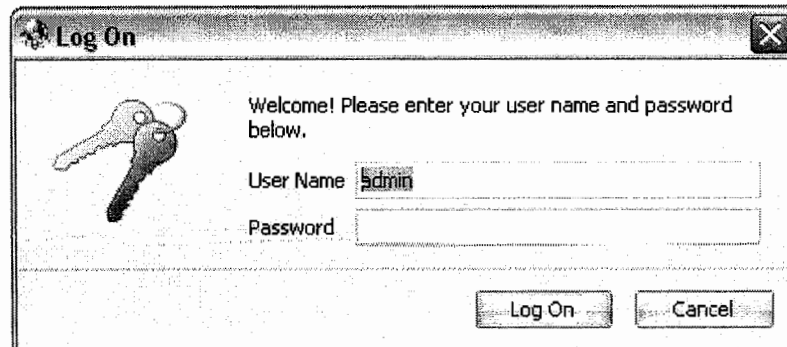 Log On
Welcome! Please enter your user name and password
below.
User Name admin
Password
Log On Cancel